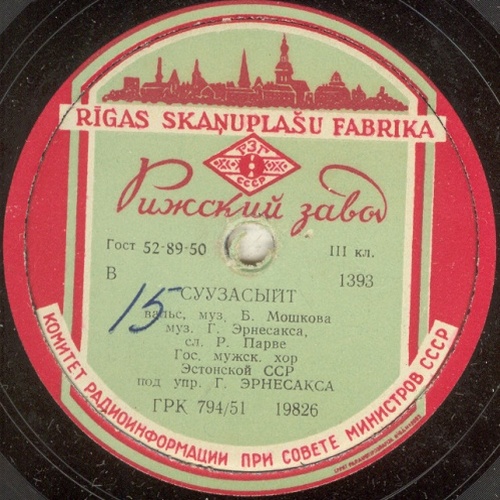 RĪGAS SKAŅUPLAŠU FABRIKA
РЗГ
СССР
Рижский завод
Гост 52-89-50 III кл.
В 1393
15
СУУЗАСЫЙТ
вальс, муз. Б. Мошкова
муз. Г. Эрнесакса,
сл. Р. Парве
Гос. мужск. хор
Эстонской ССР
под упр. Г. ЭРНЕСАКСА
ГРК 794/51 19826
КОМИТЕТ РАДИОИНФОРМАЦИИ ПРИ СОВЕТЕ МИНИСТРОВ СССР